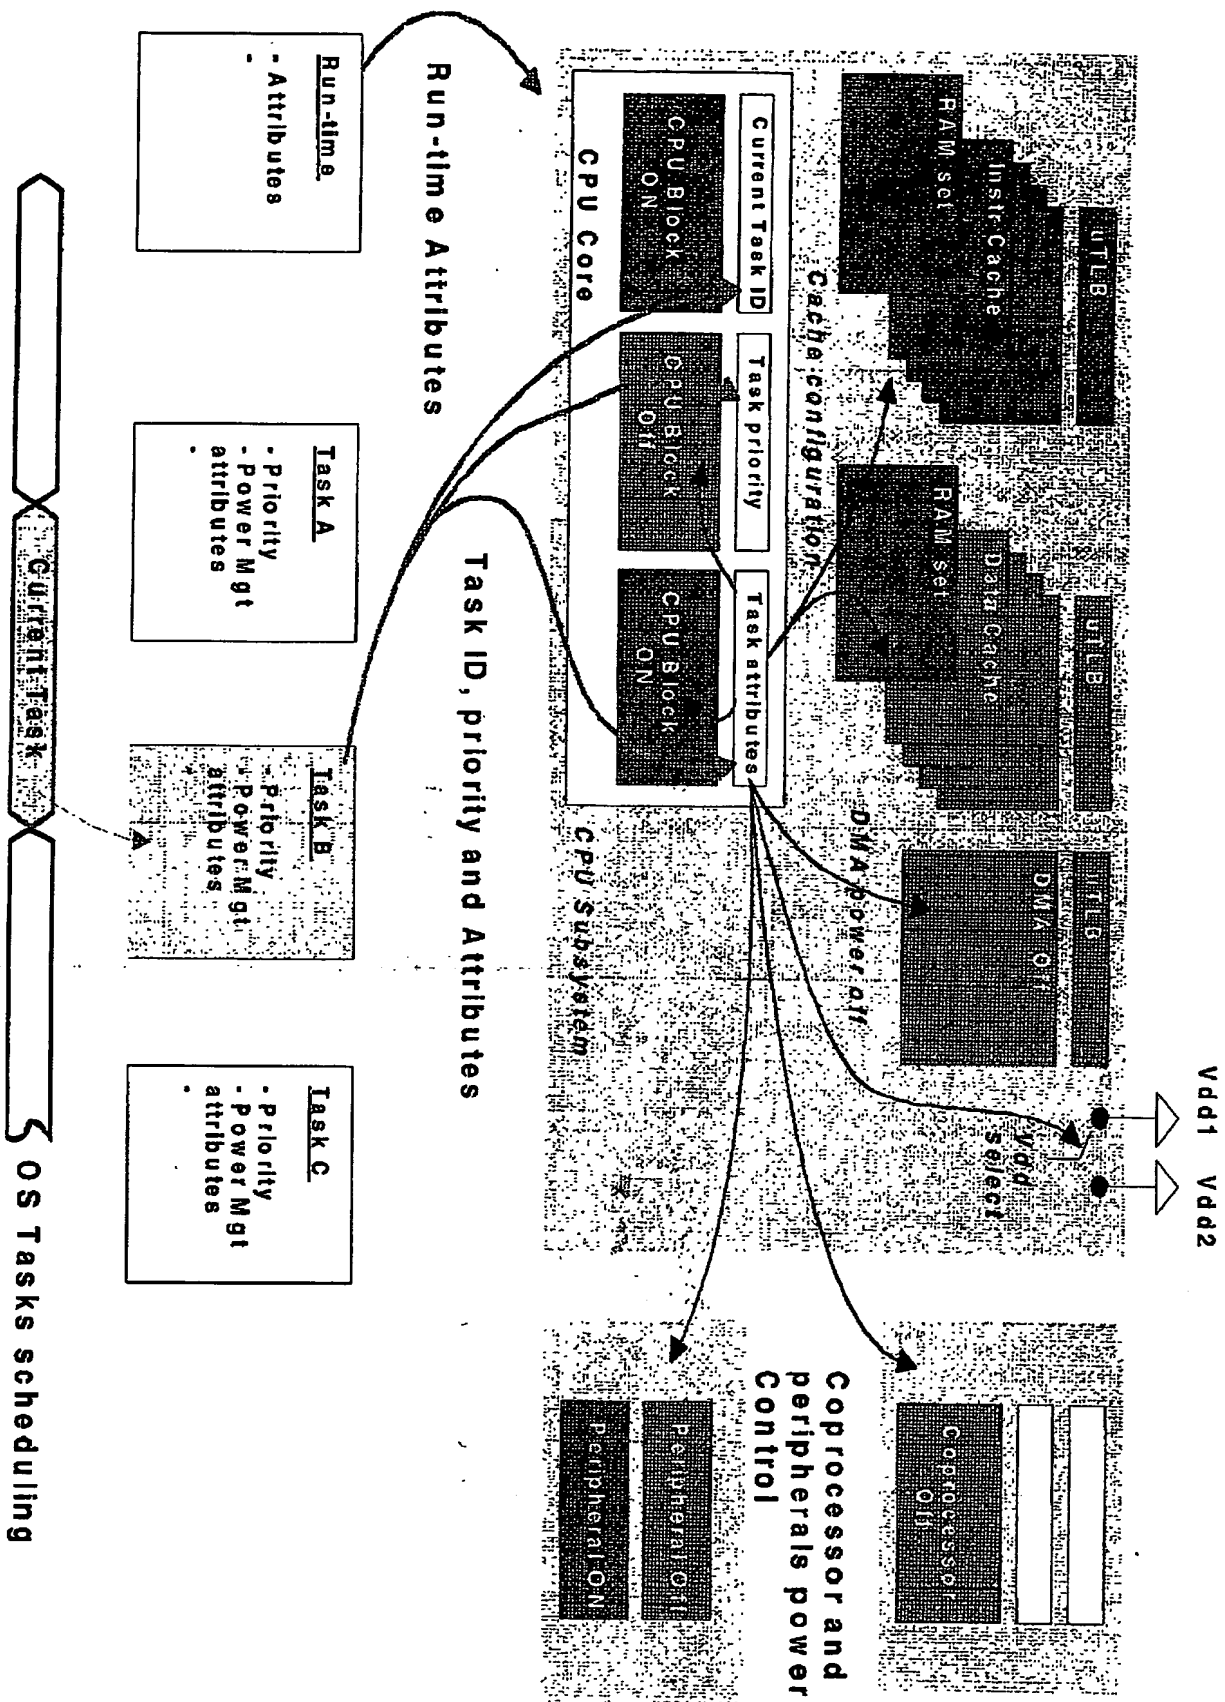 Vdd1 Vdd2
uTLB
Instr Cache
RAM set
uTLB
Data Cache
RAM set
DMA Off
Vdd
select
Cache configuration
DMA power off
Current Task ID
Task priority
Task attributes
CPU Block
ON
CPU Block
Off
CPU Block
ON
CPU Core
CPU Subsystem
Coprocessor
Off
Coprocessor and
peripherals power
Control
Peripheral Off
Peripheral ON
Run-time Attributes
Task ID, priority and Attributes
Run-time
- Attributes
-
Task A
- Priority
- Power Mgt
attributes
-
Task B
- Priority
- Power Mgt
attributes
Task C
- Priority
- Power Mgt
attributes
-
Current Task
OS Tasks scheduling